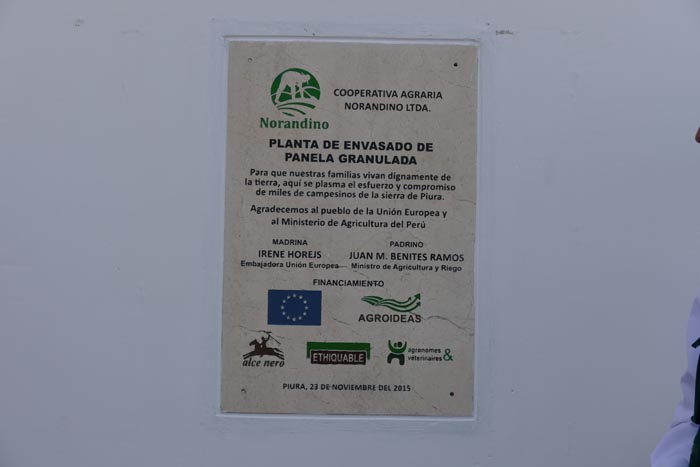 Norandino
COOPERATIVA AGRARIA
NORANDINO LTDA.
PLANTA DE ENVASADO DE
PANELA GRANULADA
Para que nuestras familias vivan dignamente de
la tierra, aquí se plasma el esfuerzo y compromiso
de miles de campesinos de la sierra de Piura.
Agradecemos al pueblo de la Unión Europea y
al Ministerio de Agricultura del Perú
MADRINA
IRENE HOREJS
Embajadora Unión Europea
PADRINO
JUAN M. BENITES RAMOS
Ministro de Agricultura y Riego
FINANCIAMIENTO
AGROIDEAS
alce nero
ETHIQUABLE
agronomes &
veterinaires
PIURA, 23 DE NOVIEMBRE DEL 2015